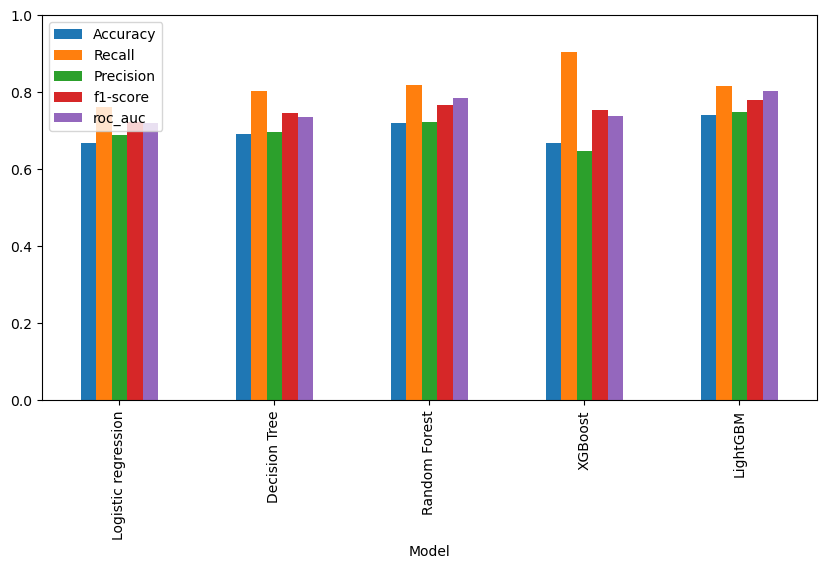 1.0
0.8
0.6
0.4
0.2
0.0
Accuracy
Recall
Precision
f1-score
roc_auc
Logistic regression
Decision Tree
Random Forest
XGBoost
LightGBM
Model